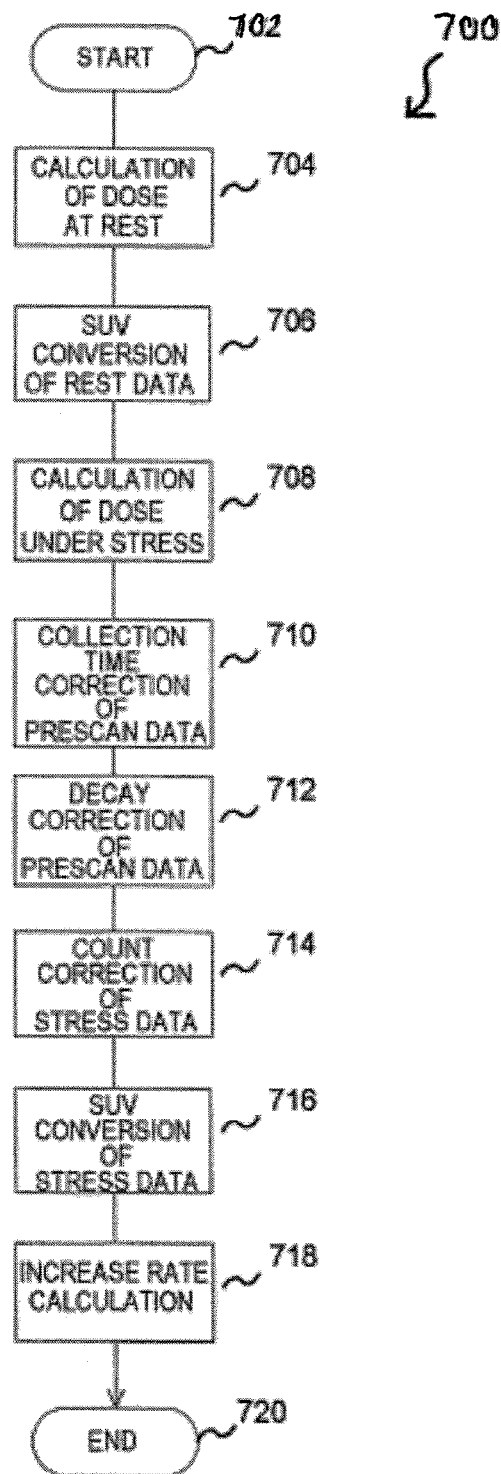 700
START 702
CALCULATION
OF DOSE
AT REST
704
SUV
CONVERSION
OF REST DATA
706
CALCULATION
OF DOSE
UNDER STRESS
708
COLLECTION
TIME
CORRECTION
OF
PRESCAN DATA
710
DECAY
CORRECTION
OF
PRESCAN DATA
712
COUNT
CORRECTION
OF
STRESS DATA
714
SUV
CONVERSION
OF
STRESS DATA
716
INCREASE RATE
CALCULATION
718
END
720